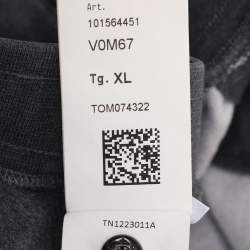 Art.
101564451
V0M67
Tg. XL
TOM074322
TN1223011A